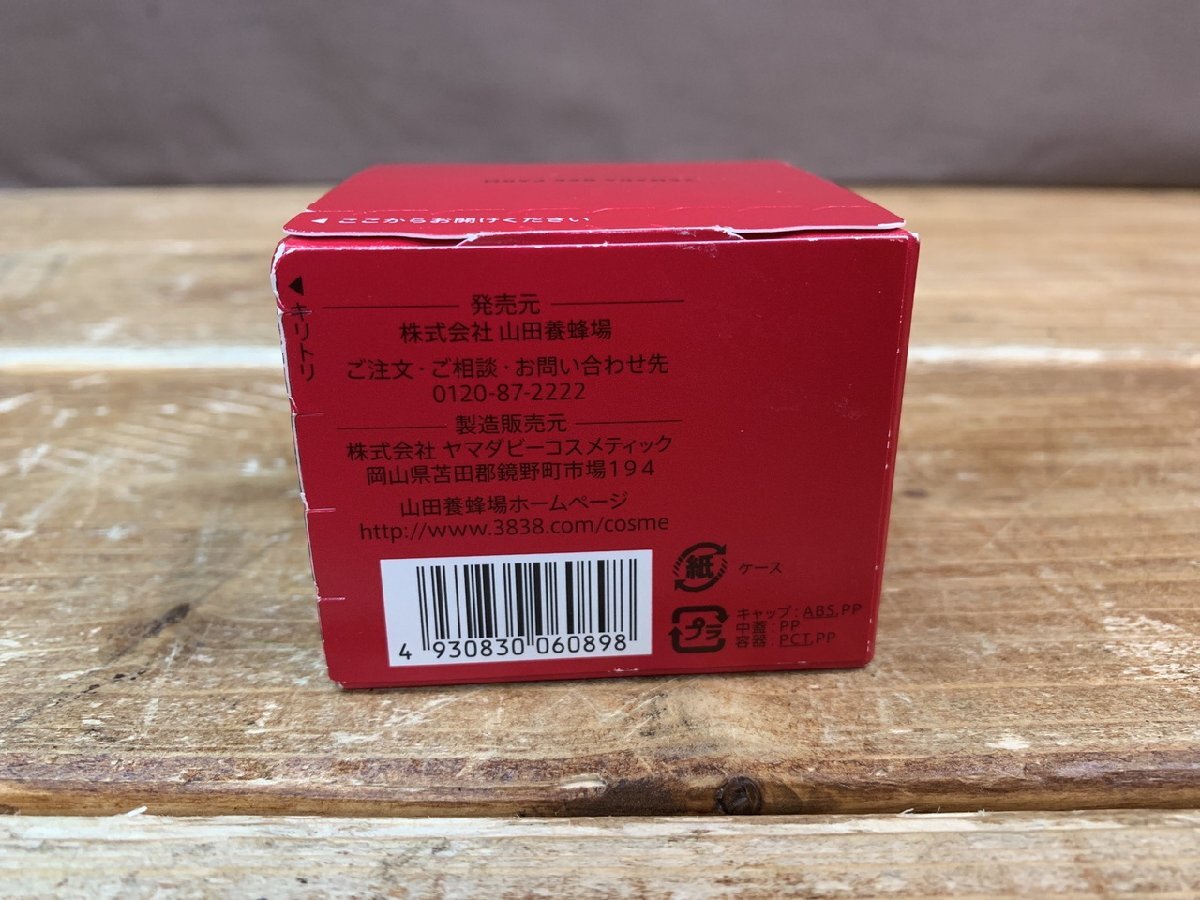 YAMADA BEE FARM
◀ ここからお開けください
◀ キリトリ
発売元
株式会社 山田養蜂場
ご注文・ご相談・お問い合わせ先
0120-87-2222
製造販売元
株式会社 ヤマダビーコスメティック
岡山県苫田郡鏡野町市場194
山田養蜂場ホームページ
http://www.3838.com/cosme
4 930830 060898
紙 ケース
プラ
キャップ:ABS,PP
中蓋:PP
容器:PCT,PP